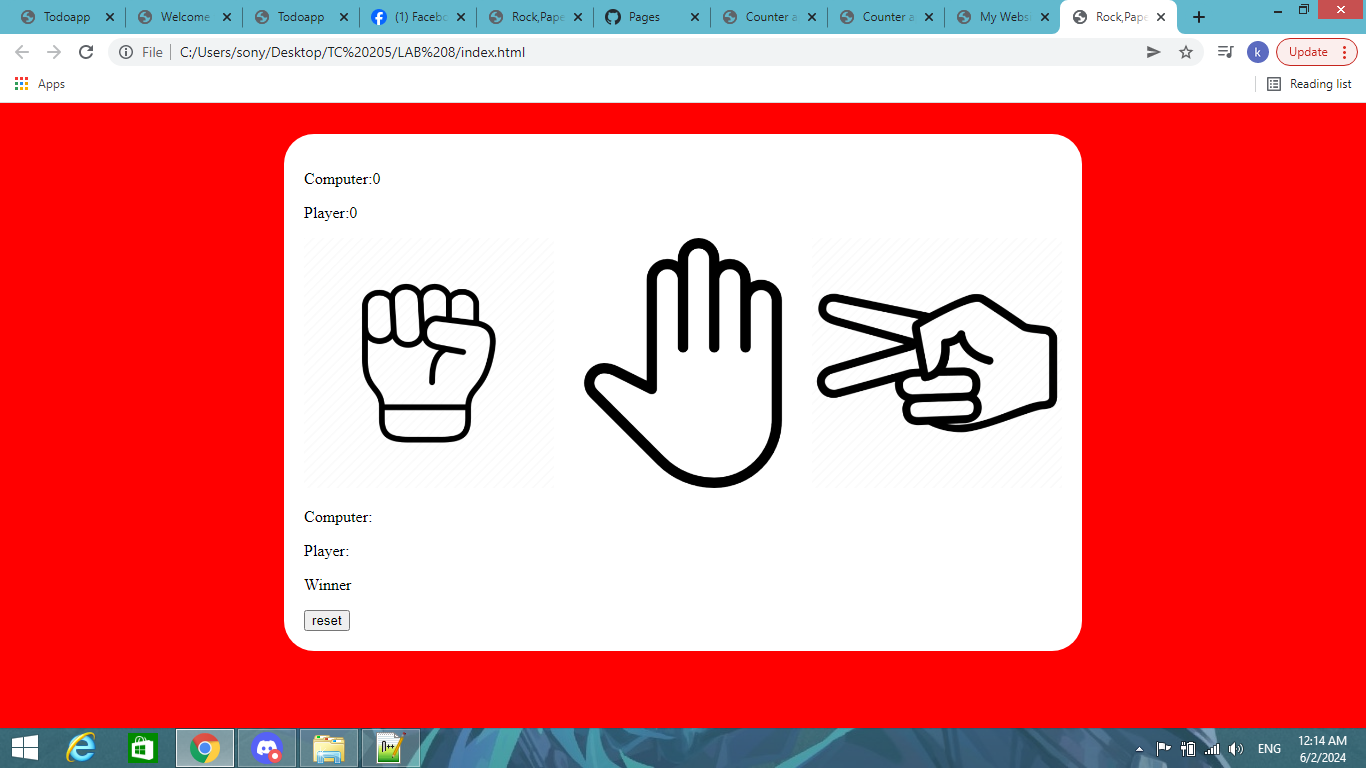 Todoapp Welcome Todoapp (1) Facebo Rock,Pape Pages Counter a Counter a My Webs Rock,Pape
File C:/Users/sony/Desktop/TC%20205/LAB%208/index.html k Update
Apps Reading list
Computer:0
Player:0
Computer:
Player:
Winner
reset
ENG 12:14 AM
6/2/2024